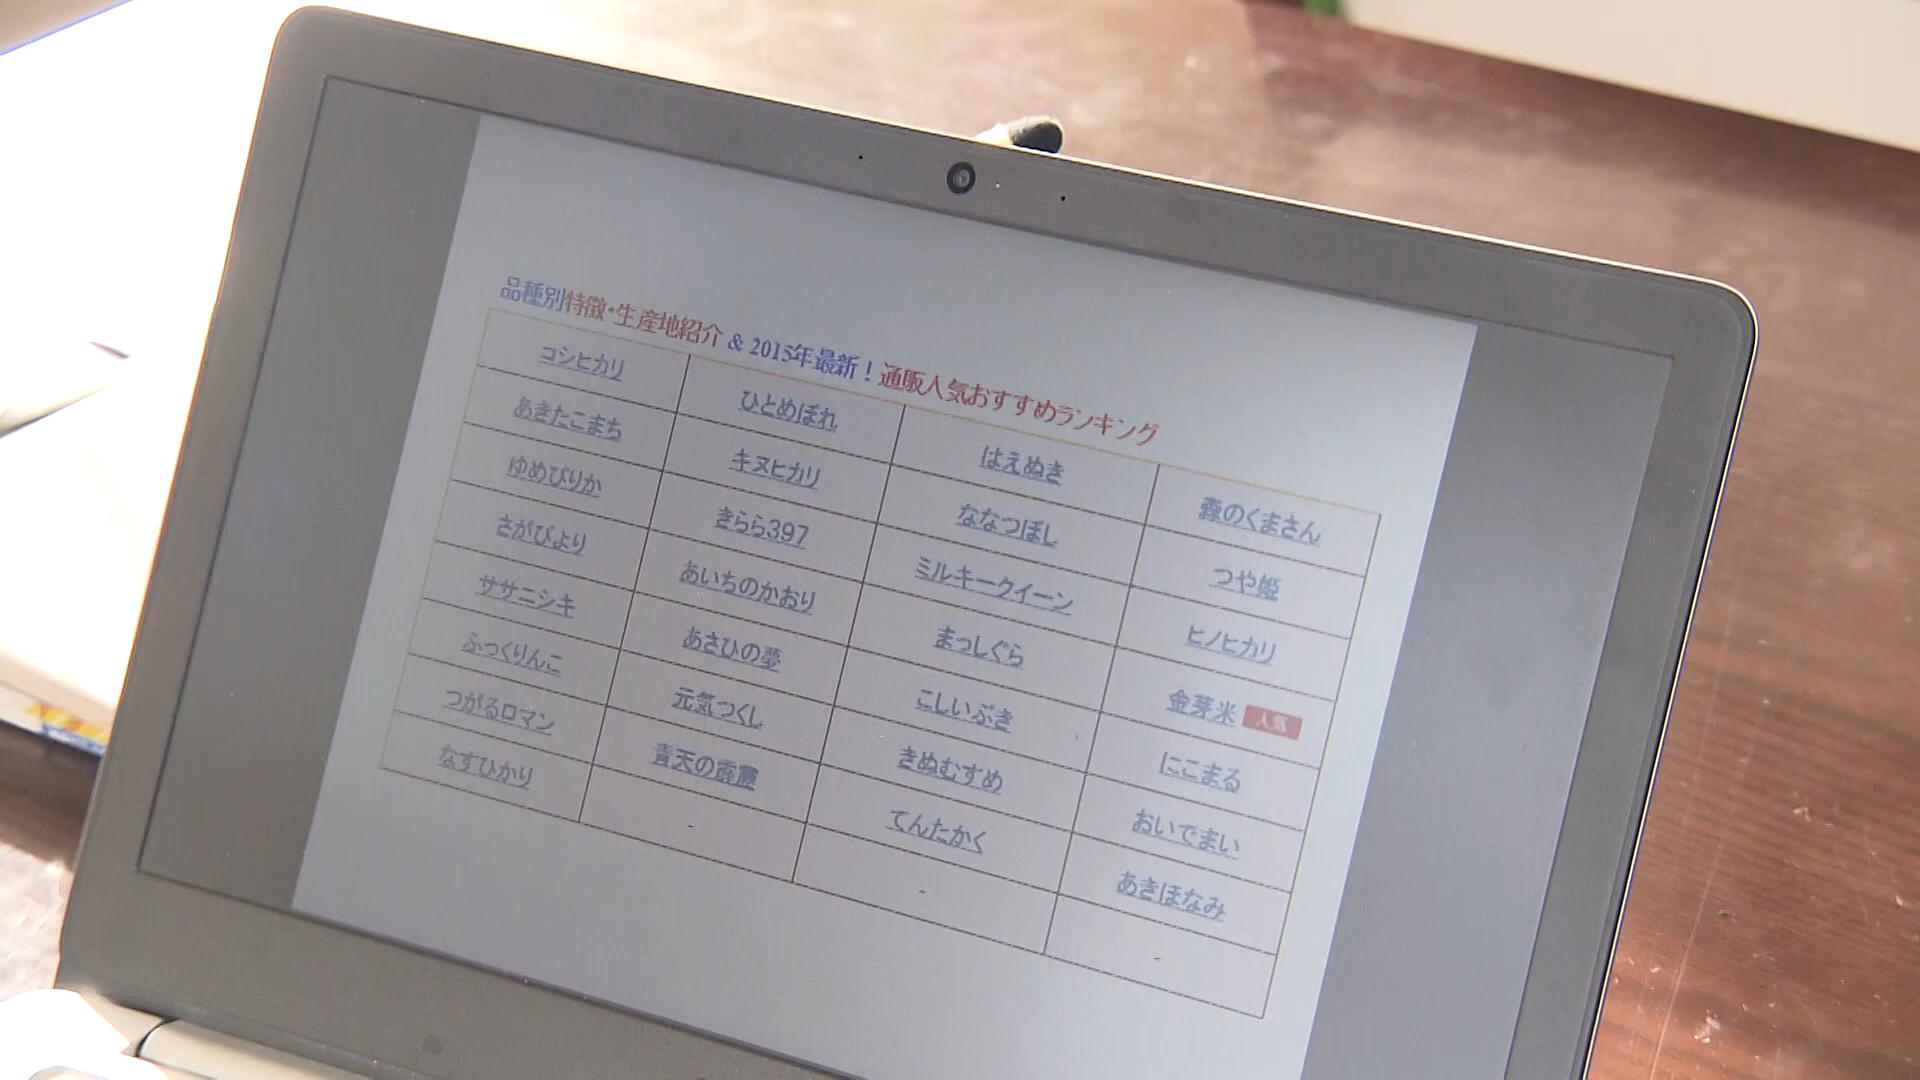 品種別特徴・生産地紹介 & 2015年最新！通販人気おすすめランキング
コシヒカリ ひとめぼれ はえぬき 森のくまさん
あきたこまち キヌヒカリ ななつぼし つや姫
ゆめぴりか きらら397 ミルキークイーン ヒノヒカリ
さがびより あいちのかおり まっしぐら 金芽米 人気
ササニシキ あさひの夢 こしいぶき にこまる
ふっくりんこ 元気つくし きぬむすめ おいでまい
つがるロマン 青天の霹靂 てんたかく あきほなみ
なすひかり - - -